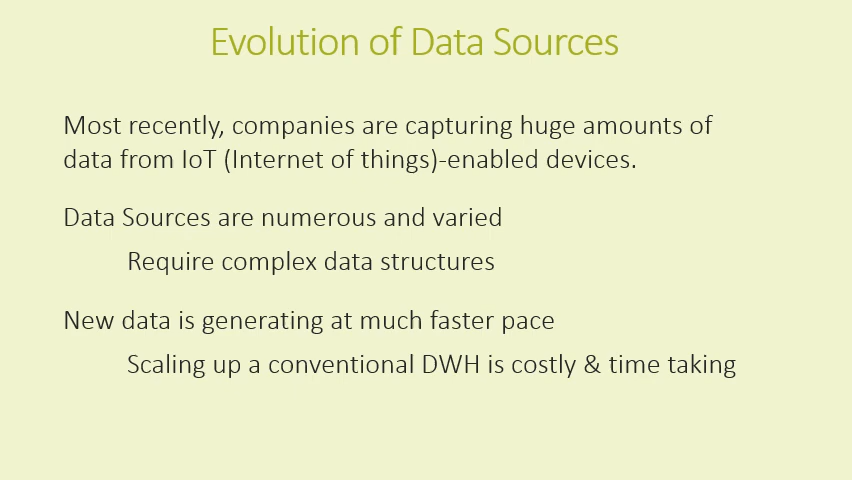 Evolution of Data Sources
Most recently, companies are capturing huge amounts of
data from IoT (Internet of things)-enabled devices.
Data Sources are numerous and varied
Require complex data structures
New data is generating at much faster pace
Scaling up a conventional DWH is costly & time taking